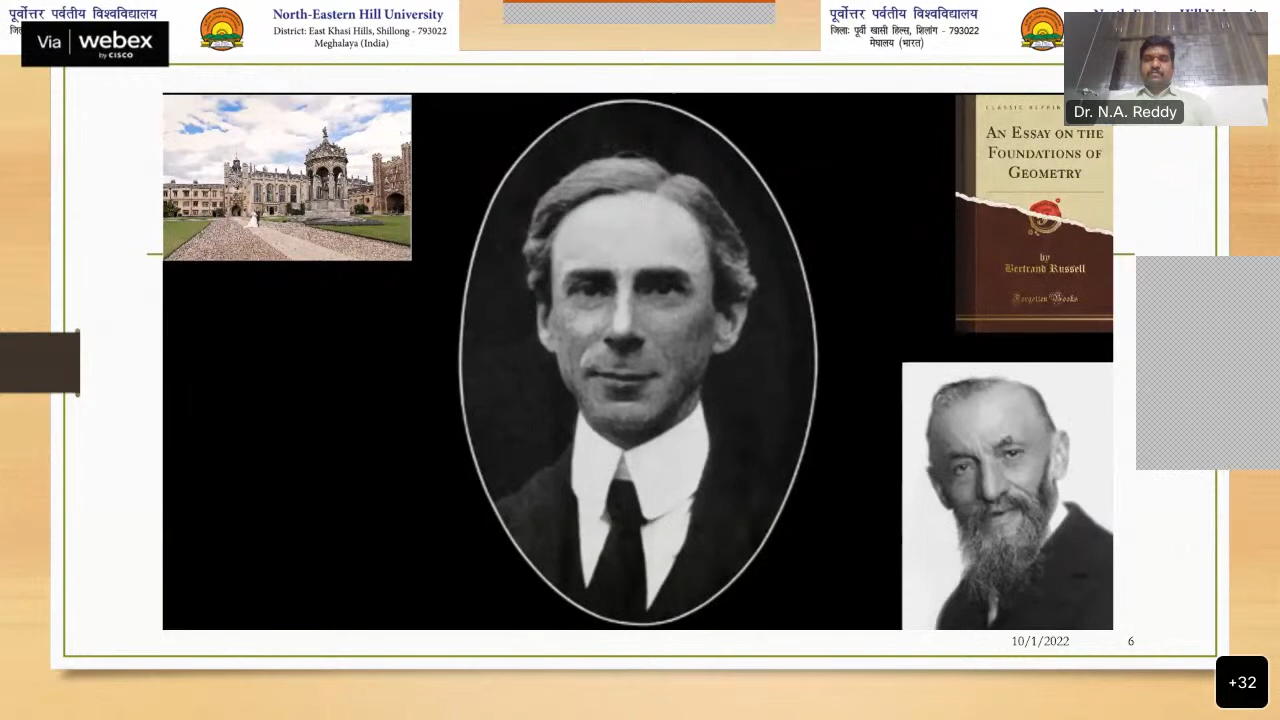 पूर्वोत्तर पर्वतीय विश्वविद्यालय
North-Eastern Hill University
District: East Khasi Hills, Shillong - 793022
Meghalaya (India)
पूर्वोत्तर पर्वतीय विश्वविद्यालय
जिला: पूर्वी खासी हिल्स, शिलांग - 793022
मेघालय (भारत)
Via webex
by CISCO
Dr. N.A. Reddy
AN ESSAY ON THE
FOUNDATIONS OF
GEOMETRY
by
Bertrand Russell
Forgotten Books
10/1/2022
6
+32